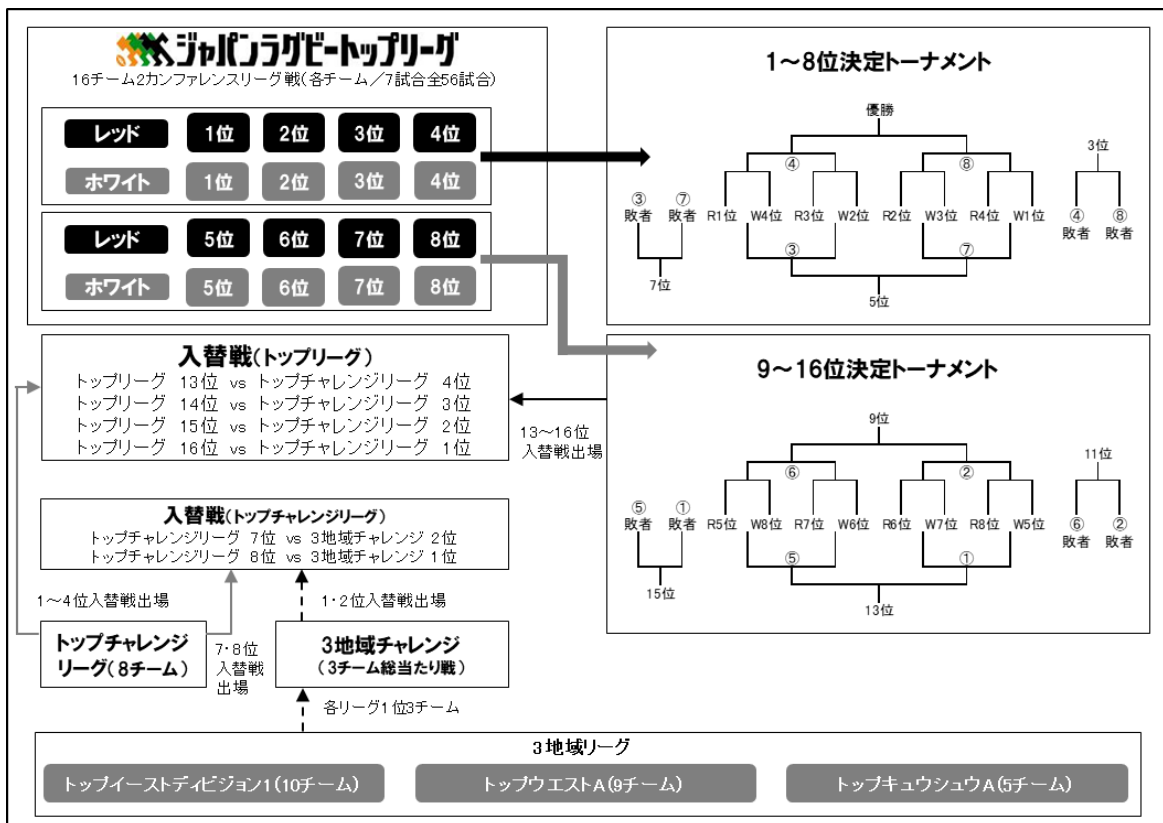 ジャパンラグビートップリーグ
16チーム2カンファレンスリーグ戦(各チーム/7試合全56試合)
レッド 1位 2位 3位 4位
ホワイト 1位 2位 3位 4位
レッド 5位 6位 7位 8位
ホワイト 5位 6位 7位 8位
1～8位決定トーナメント
優勝
3位
④ ⑧
③ ⑦
敗者 敗者
R1位 W4位 R3位 W2位 R2位 W3位 R4位 W1位
④ ⑧
敗者 敗者
③ ⑦
7位
5位
入替戦(トップリーグ)
トップリーグ 13位 vs トップチャレンジリーグ 4位
トップリーグ 14位 vs トップチャレンジリーグ 3位
トップリーグ 15位 vs トップチャレンジリーグ 2位
トップリーグ 16位 vs トップチャレンジリーグ 1位
13～16位
入替戦出場
9～16位決定トーナメント
9位
11位
⑥ ②
⑤ ①
敗者 敗者
R5位 W8位 R7位 W6位 R6位 W7位 R8位 W5位
⑥ ②
敗者 敗者
⑤ ①
15位
13位
入替戦(トップチャレンジリーグ)
トップチャレンジリーグ 7位 vs 3地域チャレンジ 2位
トップチャレンジリーグ 8位 vs 3地域チャレンジ 1位
1～4位入替戦出場
1・2位入替戦出場
トップチャレンジ
リーグ(8チーム)
7・8位
入替戦
出場
3地域チャレンジ
(3チーム総当たり戦)
各リーグ1位3チーム
3地域リーグ
トップイーストディビジョン1(10チーム)
トップウエストA(9チーム)
トップキュウシュウA(5チーム)